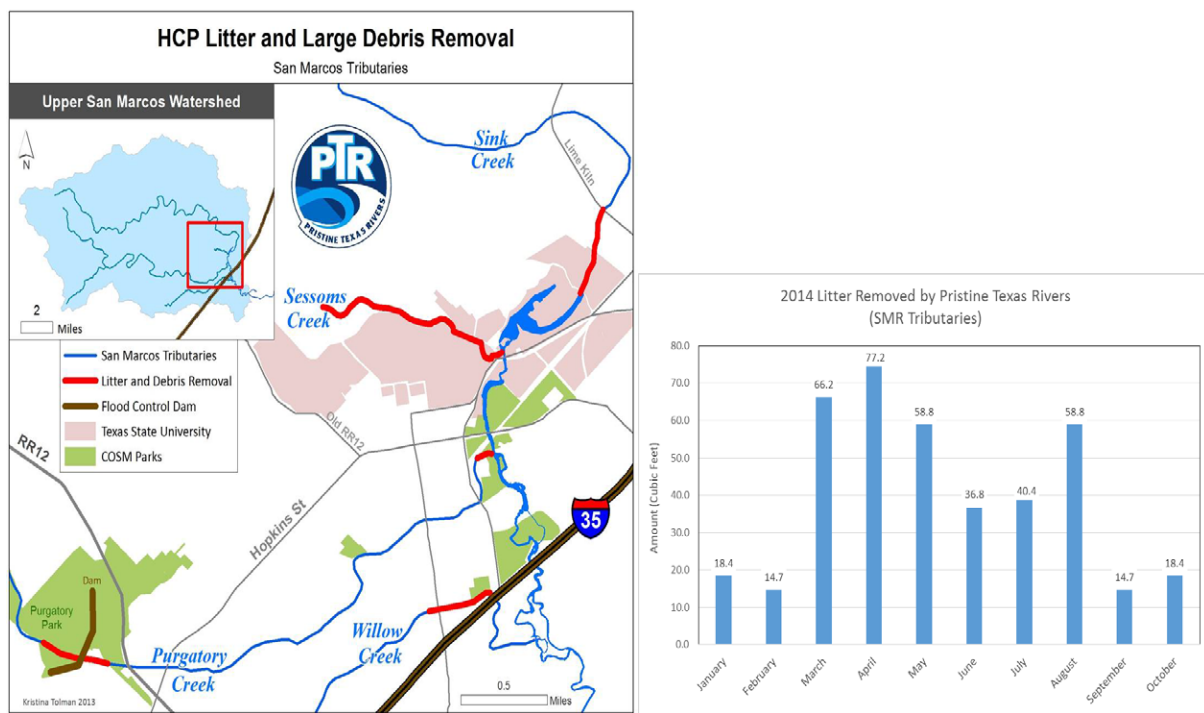 HCP Litter and Large Debris Removal
San Marcos Tributaries
Upper San Marcos Watershed
N
2
Miles
PTR
PRISTINE TEXAS RIVERS
Sink
Creek
Lime Kiln
Sessoms
Creek
San Marcos Tributaries
Litter and Debris Removal
Flood Control Dam
Texas State University
COSM Parks
Old RR12
RR12
Hopkins St
35
Dam
Purgatory
Park
Purgatory
Creek
Willow
Creek
0.5
Miles
Kristina Tolman 2013
2014 Litter Removed by Pristine Texas Rivers
(SMR Tributaries)
Amount (Cubic Feet)
80.0
70.0
60.0
50.0
40.0
30.0
20.0
10.0
0.0
18.4
14.7
66.2
77.2
58.8
36.8
40.4
58.8
14.7
18.4
January
February
March
April
May
June
July
August
September
October